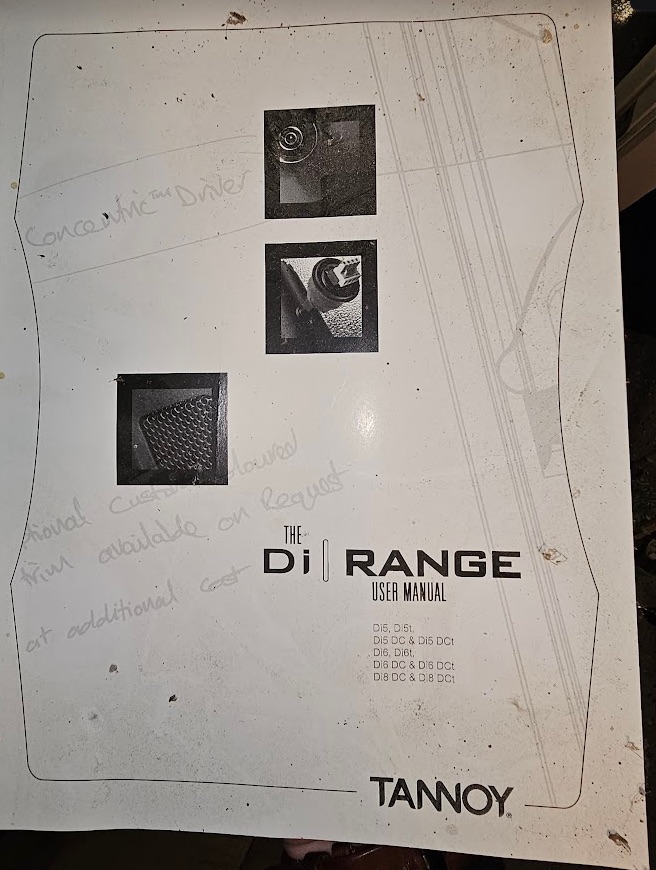 Concentric™ Driver
tional Custom coloured
trim available on Request
at additional cost
THE
Di RANGE
USER MANUAL
Di5, Di5t,
Di5 DC & Di5 DCt
Di6, Di6t,
Di6 DC & Di6 DCt
Di8 DC & Di8 DCt
TANNOY®